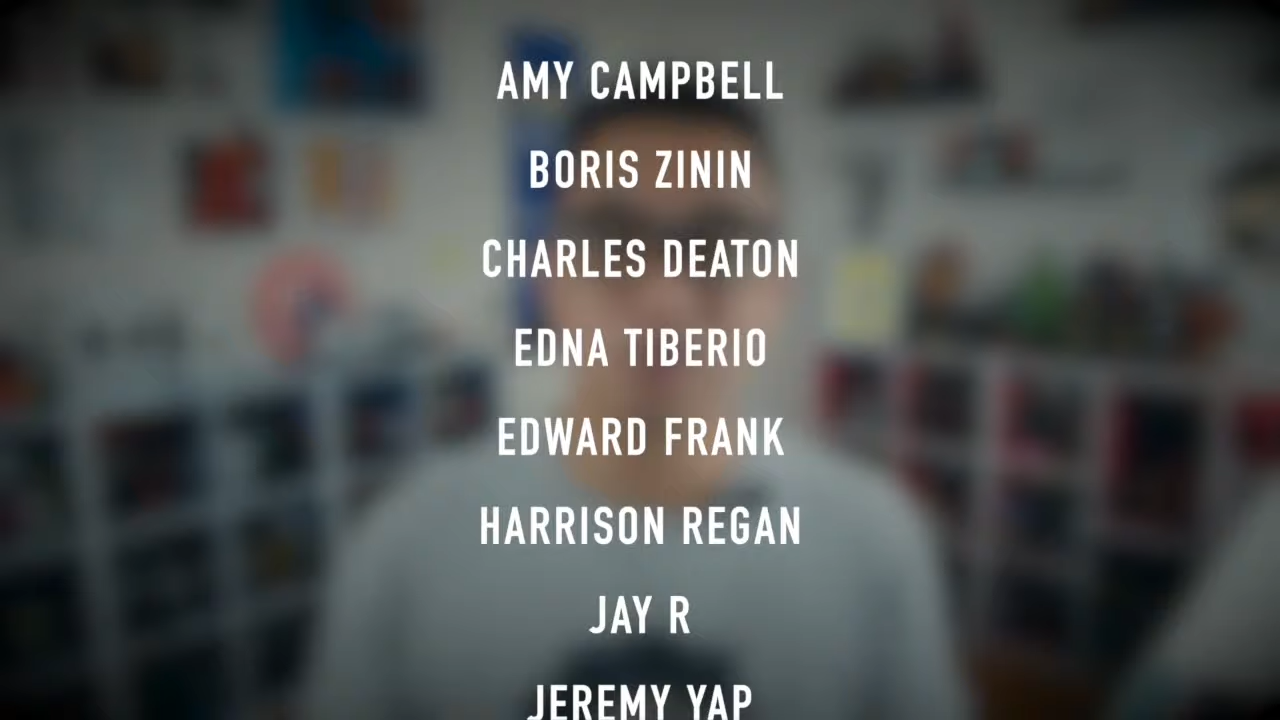 AMY CAMPBELL
BORIS ZININ
CHARLES DEATON
EDNA TIBERIO
EDWARD FRANK
HARRISON REGAN
JAY R
JEREMY YAP